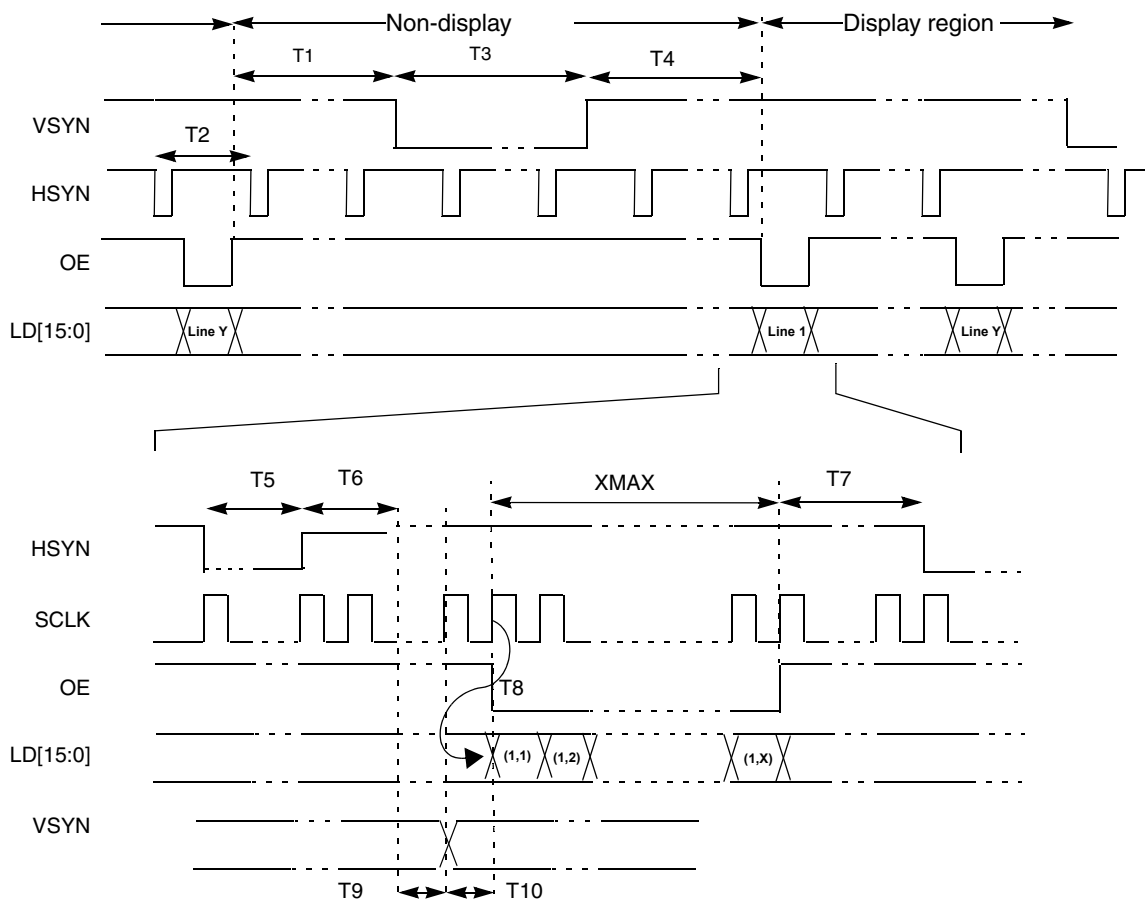 Non-display
Display region
T1
T3
T4
VSYN
T2
HSYN
OE
LD[15:0]
Line Y
Line 1
Line Y
T5
T6
XMAX
T7
HSYN
SCLK
OE
T8
LD[15:0]
(1,1)
(1,2)
(1,X)
VSYN
T9
T10